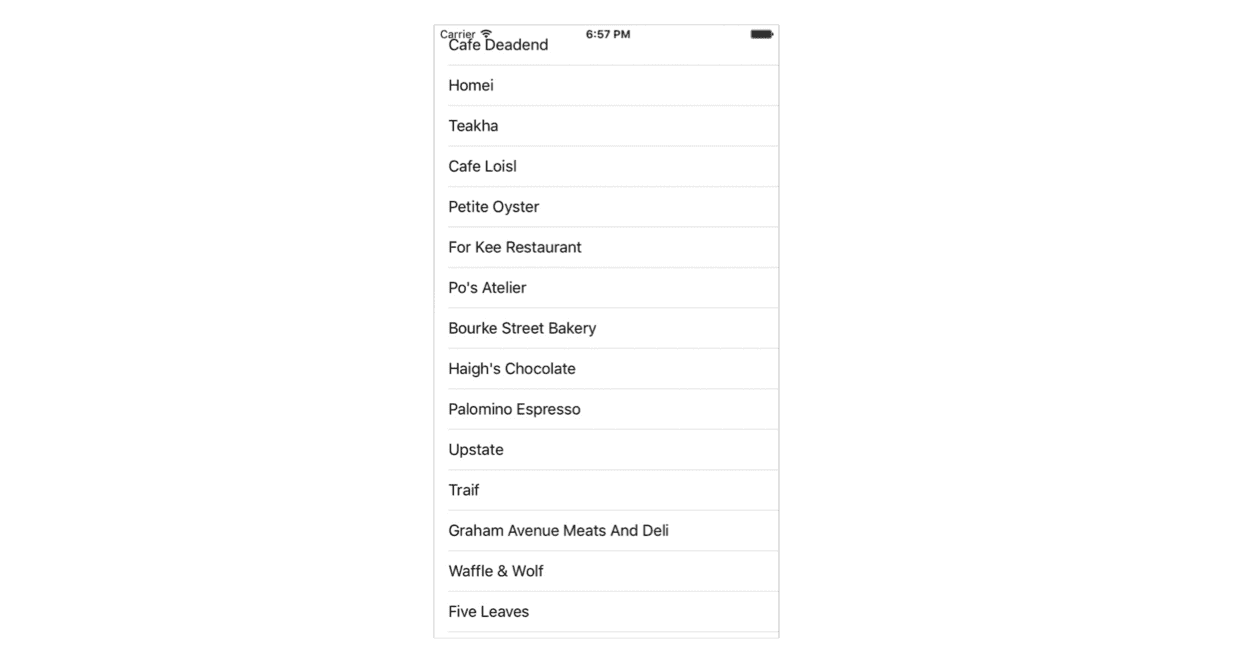 Carrier 6:57 PM
Cafe Deadend
Homei
Teakha
Cafe Loisl
Petite Oyster
For Kee Restaurant
Po's Atelier
Bourke Street Bakery
Haigh's Chocolate
Palomino Espresso
Upstate
Traif
Graham Avenue Meats And Deli
Waffle & Wolf
Five Leaves